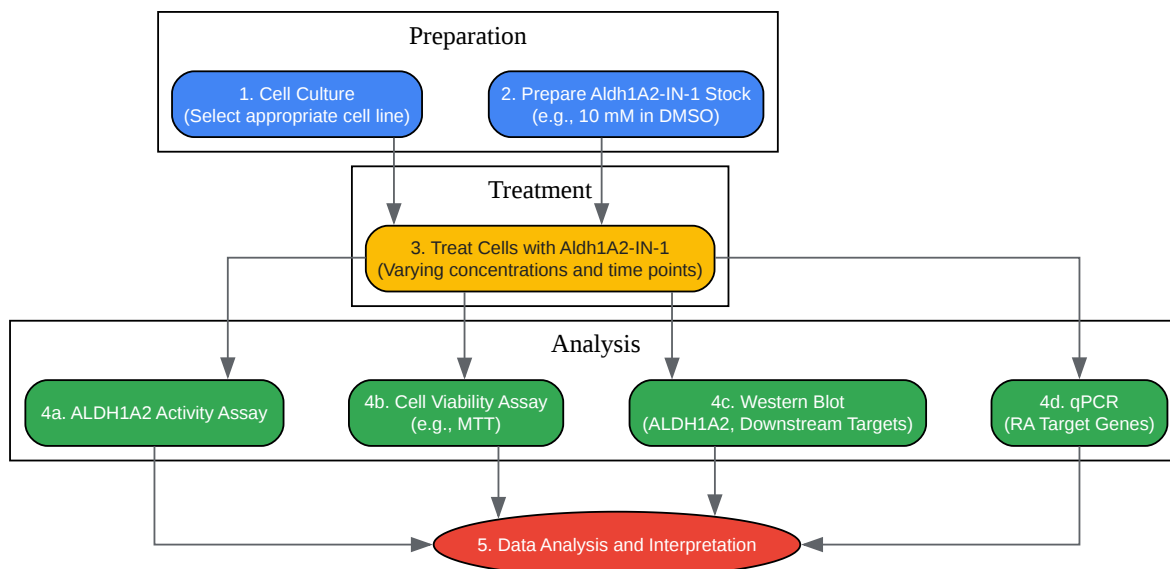 Preparation
1. Cell Culture
(Select appropriate cell line)
2. Prepare Aldh1A2-IN-1 Stock
(e.g., 10 mM in DMSO)
Treatment
3. Treat Cells with Aldh1A2-IN-1
(Varying concentrations and time points)
Analysis
4a. ALDH1A2 Activity Assay
4b. Cell Viability Assay
(e.g., MTT)
4c. Western Blot
(ALDH1A2, Downstream Targets)
4d. qPCR
(RA Target Genes)
5. Data Analysis and Interpretation